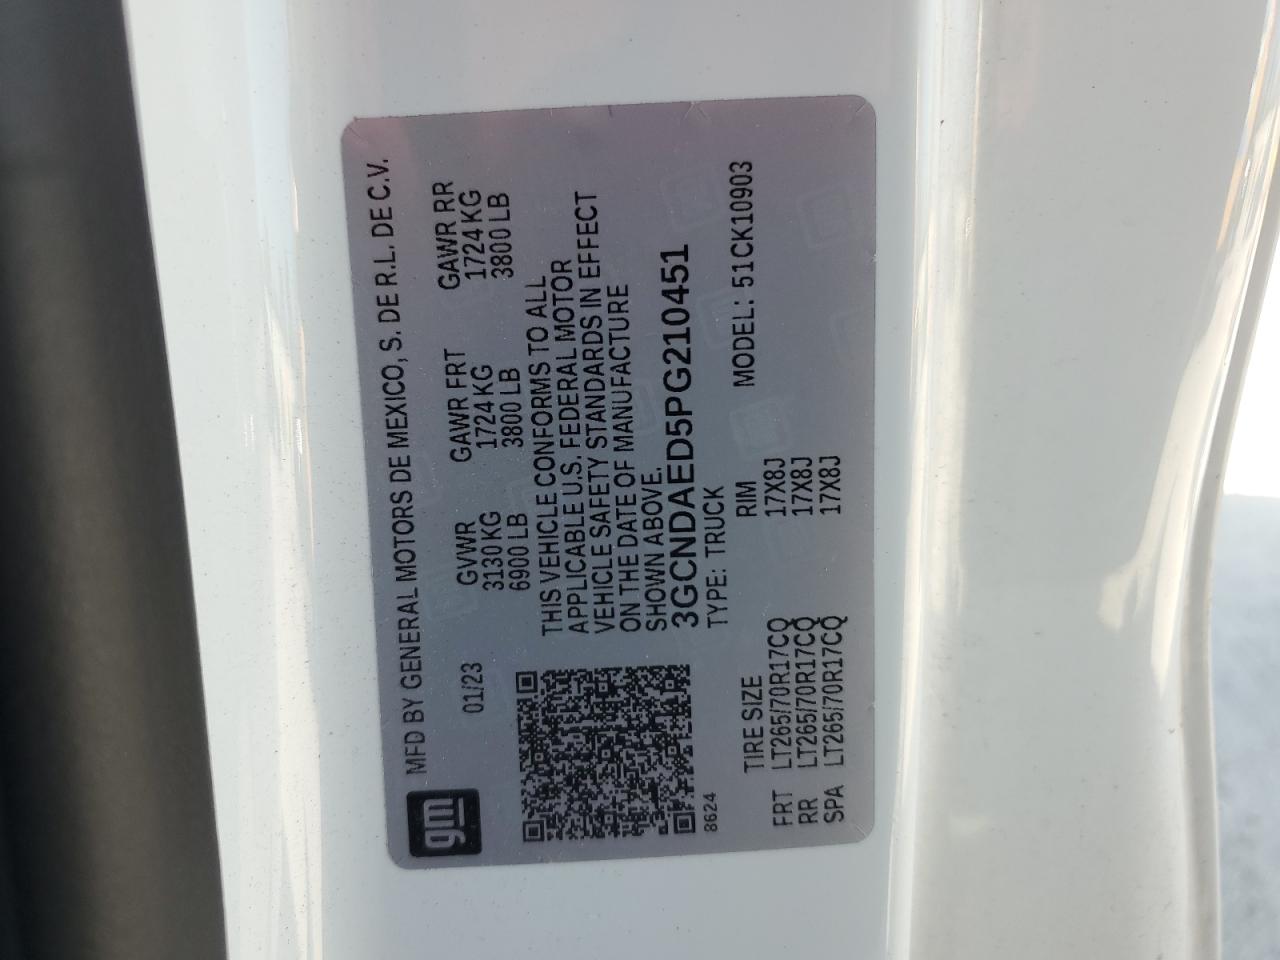 gm
MFD BY GENERAL MOTORS DE MEXICO, S. DE R.L. DE C.V.
01/23 GVWR GAWR FRT GAWR RR
3130 KG 1724 KG 1724 KG
6900 LB 3800 LB 3800 LB
THIS VEHICLE CONFORMS TO ALL
APPLICABLE U.S. FEDERAL MOTOR
VEHICLE SAFETY STANDARDS IN EFFECT
ON THE DATE OF MANUFACTURE
SHOWN ABOVE.
3GCNDAED5PG210451
8624 TYPE: TRUCK MODEL: 51CK10903
TIRE SIZE RIM
FRT LT265/70R17CQ 17X8J
RR LT265/70R17CQ 17X8J
SPA LT265/70R17CQ 17X8J